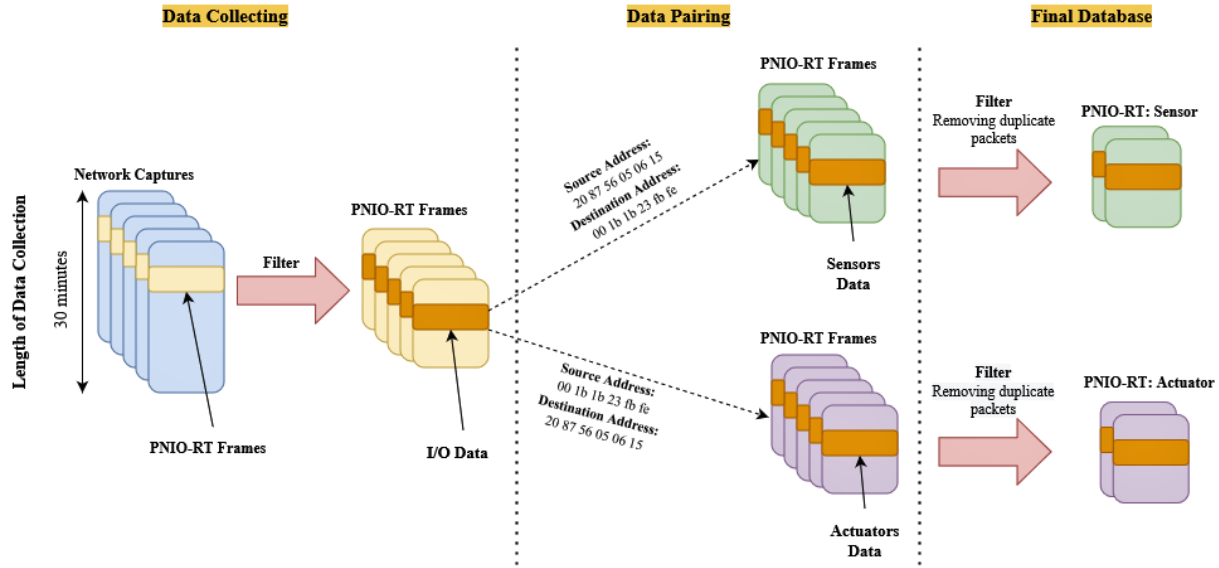 Data Collecting
Data Pairing
Final Database
Length of Data Collection
30 minutes
Network Captures
PNIO-RT Frames
Filter
PNIO-RT Frames
I/O Data
Source Address:
20 87 56 05 06 15
Destination Address:
00 1b 1b 23 fb fe
Source Address:
00 1b 1b 23 fb fe
Destination Address:
20 87 56 05 06 15
PNIO-RT Frames
Sensors
Data
PNIO-RT Frames
Actuators
Data
Filter
Removing duplicate
packets
PNIO-RT: Sensor
Filter
Removing duplicate
packets
PNIO-RT: Actuator